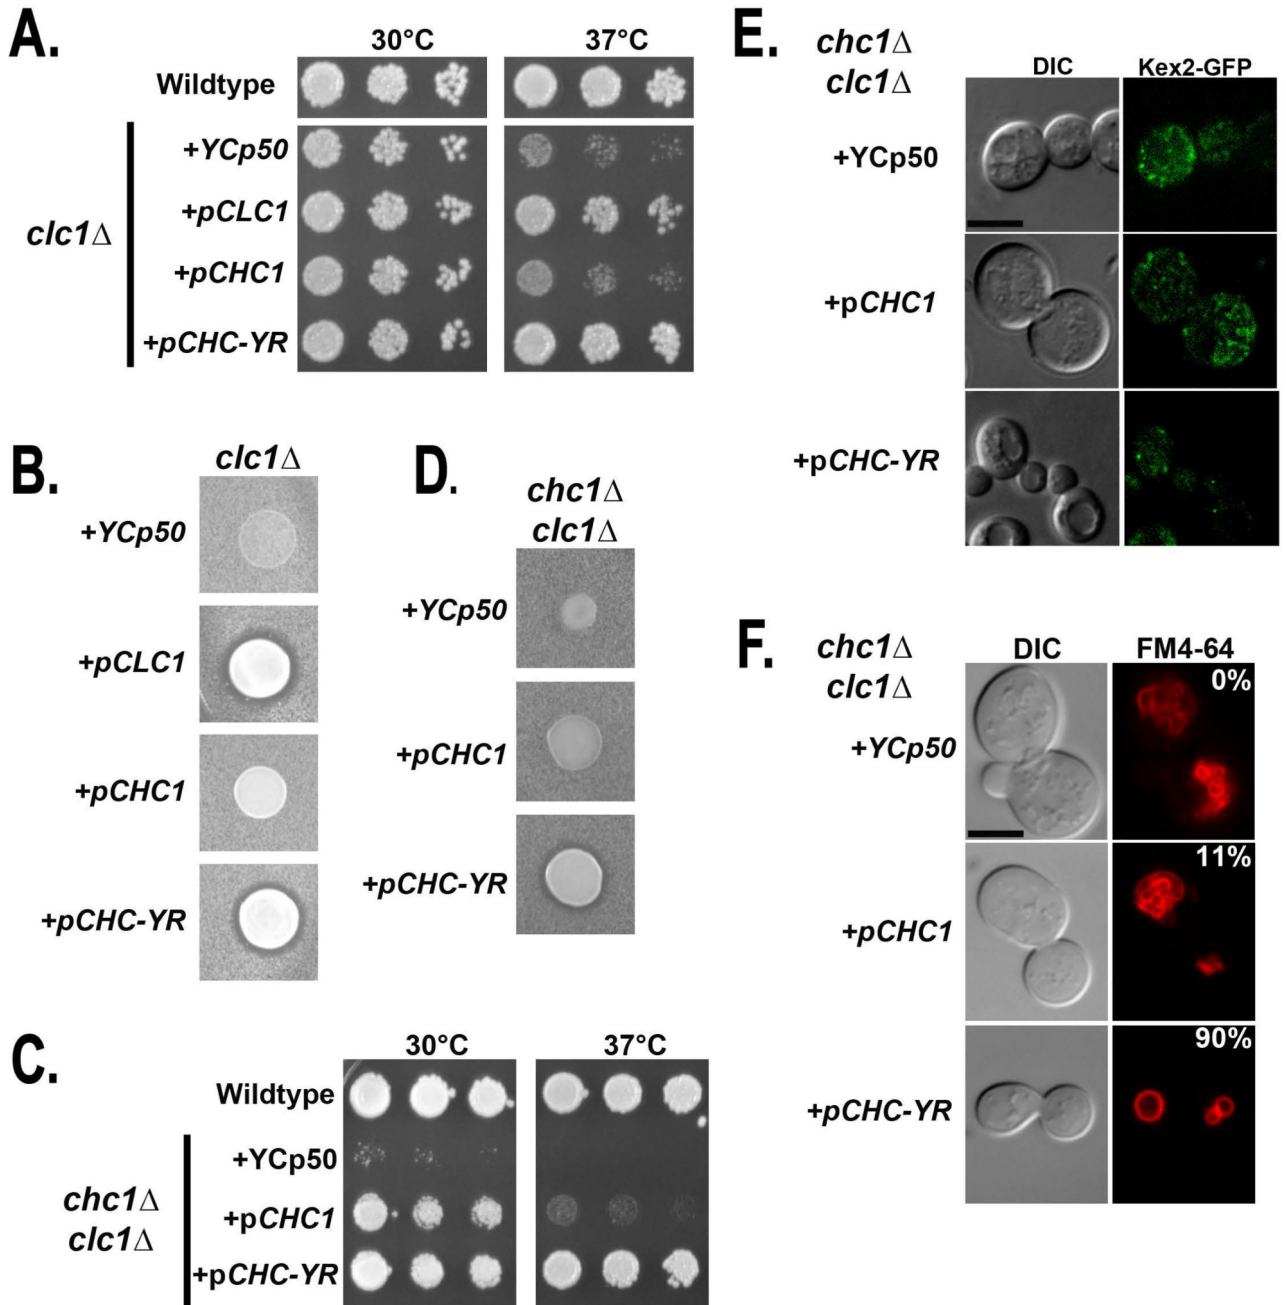 A.
30°C 37°C
Wildtype
+YCp50
+pCLC1
clc1Δ
+pCHC1
+pCHC-YR
B.
clc1Δ
+YCp50
+pCLC1
+pCHC1
+pCHC-YR
D.
chc1Δ
clc1Δ
+YCp50
+pCHC1
+pCHC-YR
C.
30°C 37°C
Wildtype
+YCp50
chc1Δ
+pCHC1
clc1Δ
+pCHC-YR
E.
chc1Δ
clc1Δ
DIC Kex2-GFP
+YCp50
+pCHC1
+pCHC-YR
F.
chc1Δ
clc1Δ
DIC FM4-64
0%
+YCp50
11%
+pCHC1
90%
+pCHC-YR